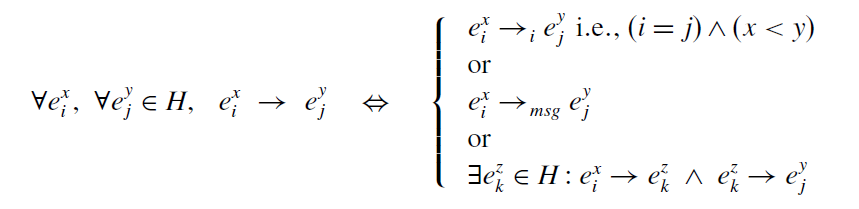 e_i^x →_i e_j^y i.e., (i = j) ∧ (x < y)
or
∀e_i^x, ∀e_j^y ∈ H, e_i^x → e_j^y ⇔ { e_i^x →_msg e_j^y
or
∃e_k^z ∈ H : e_i^x → e_k^z ∧ e_k^z → e_j^y